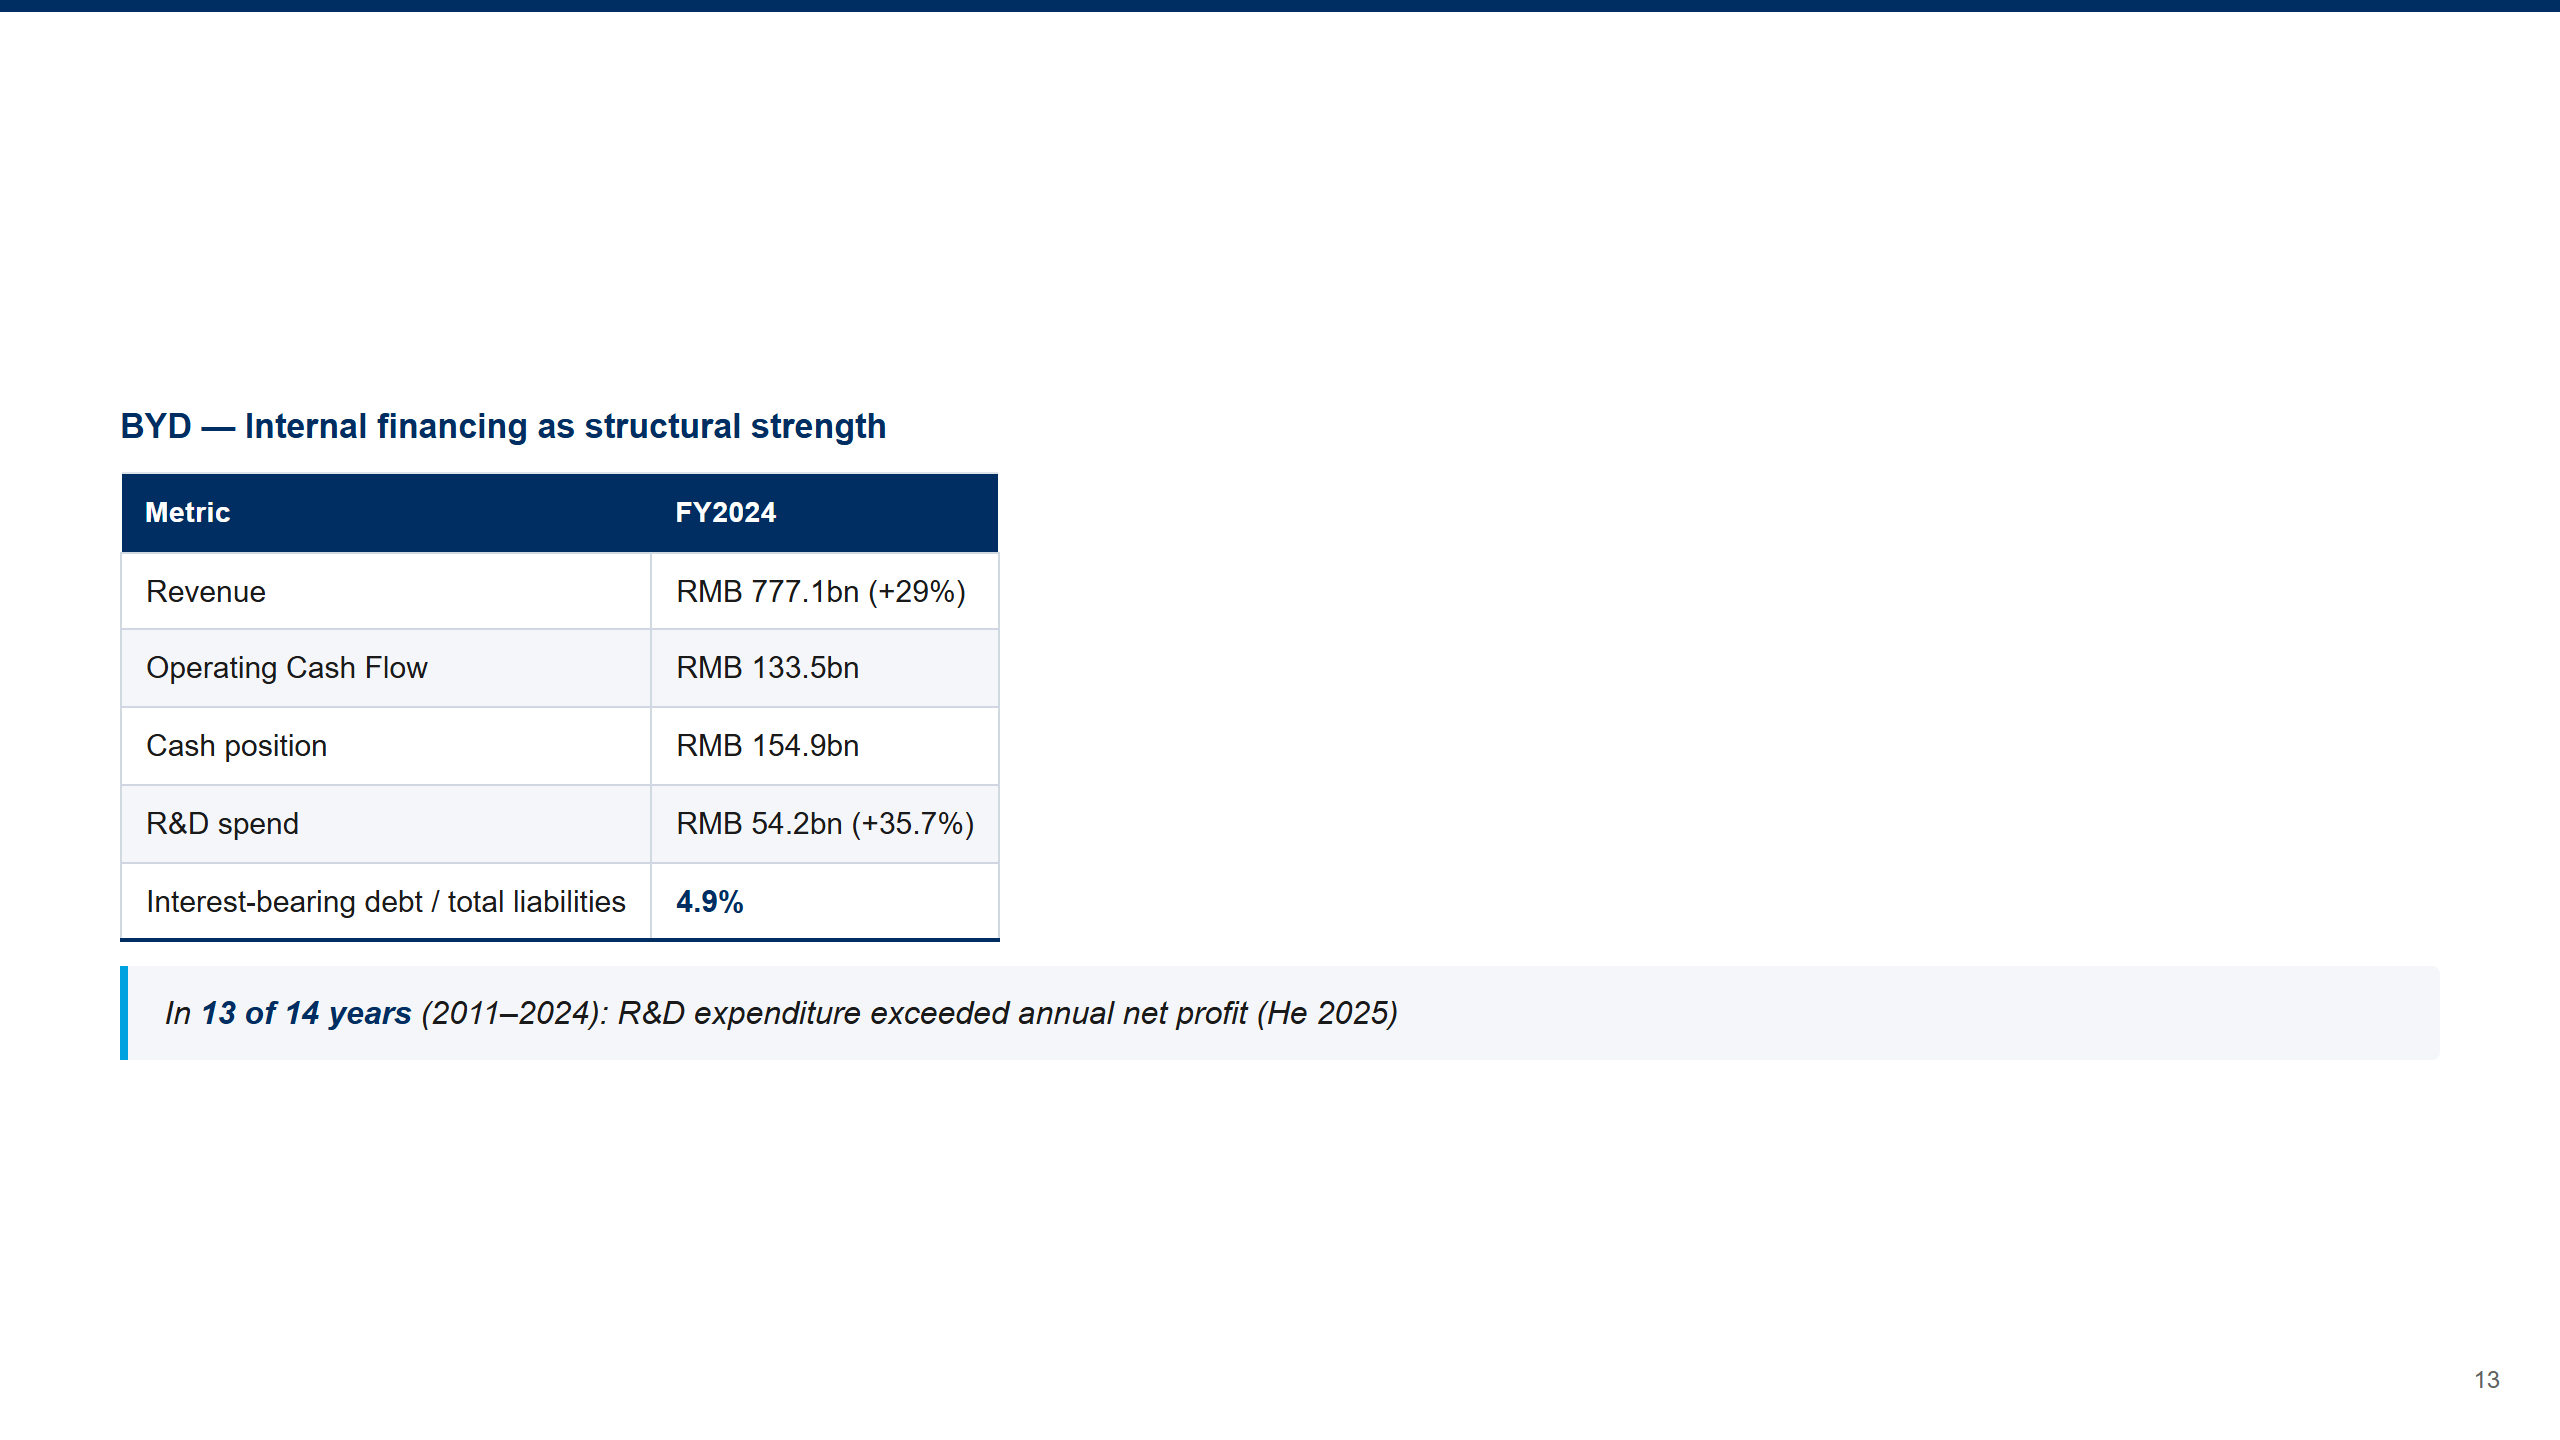 BYD — Internal financing as structural strength
Metric FY2024
Revenue RMB 777.1bn (+29%)
Operating Cash Flow RMB 133.5bn
Cash position RMB 154.9bn
R&D spend RMB 54.2bn (+35.7%)
Interest-bearing debt / total liabilities 4.9%
In 13 of 14 years (2011–2024): R&D expenditure exceeded annual net profit (He 2025)
13